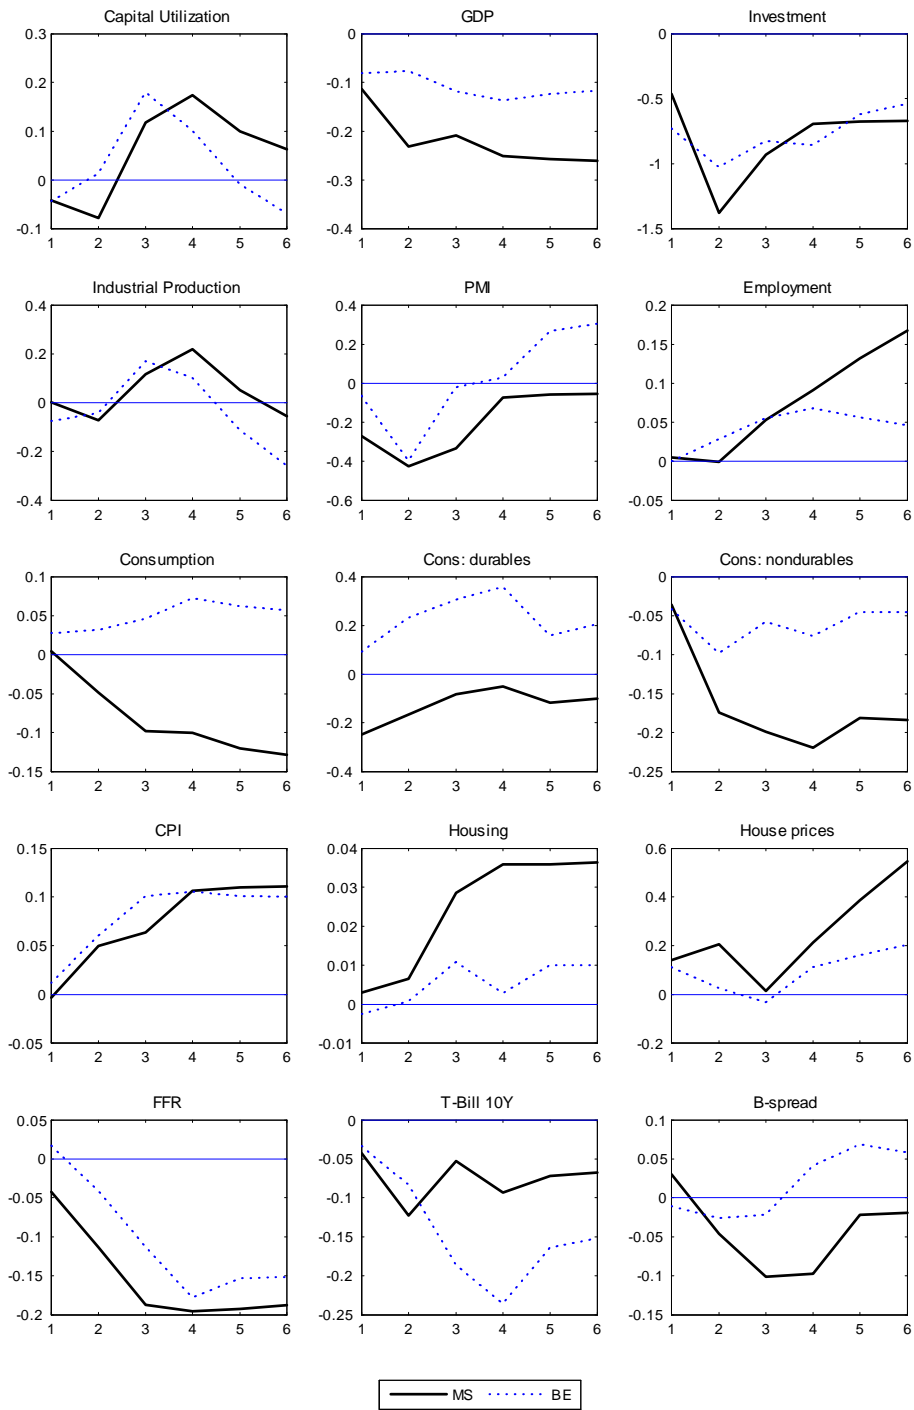 Capital Utilization GDP Investment
0.3 0 0
0.2 -0.1 -0.5
0.1 -0.2 -1
0 -0.3 -1.5
-0.1 -0.4
1 2 3 4 5 6 1 2 3 4 5 6 1 2 3 4 5 6
Industrial Production PMI Employment
0.4 0.4 0.2
0.2 0.2 0.15
0 0 0.1
-0.2 -0.2 0.05
-0.4 -0.4 0
-0.6 -0.05
1 2 3 4 5 6 1 2 3 4 5 6 1 2 3 4 5 6
Consumption Cons: durables Cons: nondurables
0.1 0.4 0
0.05 0.2 -0.05
0 0 -0.1
-0.05 -0.2 -0.15
-0.1 -0.4 -0.2
-0.15 -0.25
1 2 3 4 5 6 1 2 3 4 5 6 1 2 3 4 5 6
CPI Housing House prices
0.15 0.04 0.6
0.1 0.03 0.4
0.05 0.02 0.2
0 0.01 0
-0.05 0 -0.2
-0.01
1 2 3 4 5 6 1 2 3 4 5 6 1 2 3 4 5 6
FFR T-Bill 10Y B-spread
0.05 0 0.1
0 -0.05 0.05
-0.05 -0.1 0
-0.1 -0.15 -0.05
-0.15 -0.2 -0.1
-0.2 -0.25 -0.15
1 2 3 4 5 6 1 2 3 4 5 6 1 2 3 4 5 6
MS BE